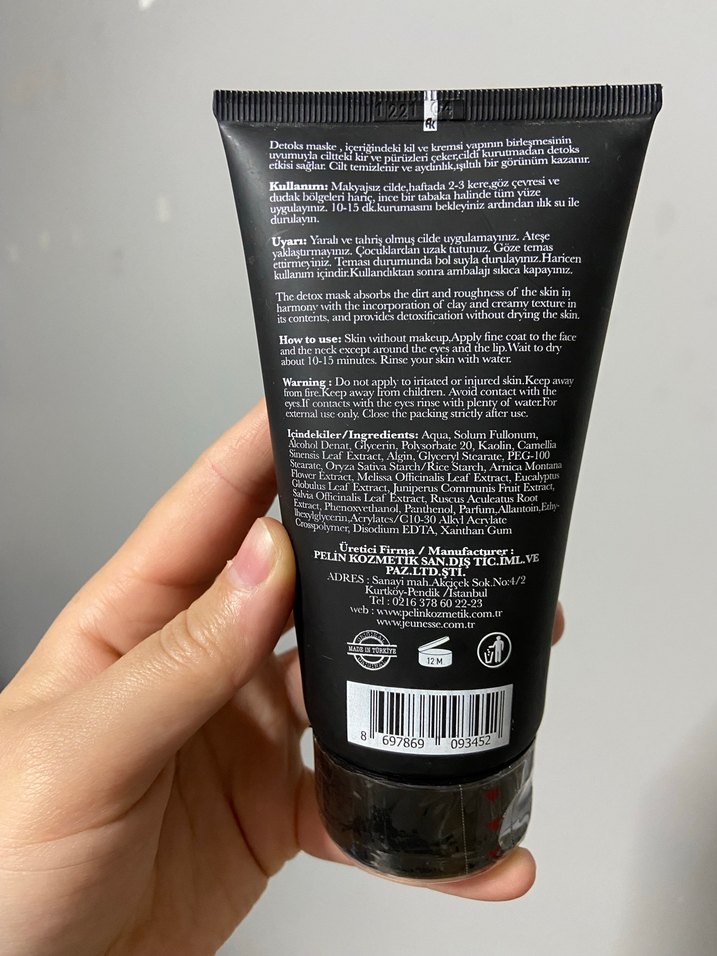 1221 04
Detoks maske , içeriğindeki kil ve kremsi yapının birleşmesinin
uyumuyla ciltteki kir ve pürüzleri çeker,cildi kurutmadan detoks
etkisi sağlar. Cilt temizlenir ve aydınlık,ışıltılı bir görünüm kazanır.
Kullanımı: Makyajsız cilde,haftada 2-3 kere,göz çevresi ve
dudak bölgeleri hariç, ince bir tabaka halinde tüm yüze
uygulayınız. 10-15 dk.kurumasını bekleyiniz ardından ılık su ile
durulayın.
Uyarı: Yaralı ve tahriş olmuş cilde uygulamayınız. Ateşe
yaklaştırmayınız. Çocuklardan uzak tutunuz. Göze temas
ettirmeyiniz. Teması durumunda bol suyla durulayınız.Haricen
kullanım içindir.Kullandıktan sonra ambalajı sıkıca kapayınız.
The detox mask absorbs the dirt and roughness of the skin in
harmony with the incorporation of clay and creamy texture in
its contents, and provides detoxification without drying the skin.
How to use: Skin without makeup,Apply fine coat to the face
and the neck except around the eyes and the lip.Wait to dry
about 10-15 minutes. Rinse your skin with water.
Warning : Do not apply to iritated or injured skin.Keep away
from fire.Keep away from children. Avoid contact with the
eyes.If contacts with the eyes rinse with plenty of water.For
external use only. Close the packing strictly after use.
İçindekiler/Ingredients: Aqua, Solum Fullonum,
Alcohol Denat, Glycerin, Polysorbate 20, Kaolin, Camellia
Sinensis Leaf Extract, Algin, Glyceryl Stearate, PEG-100
Stearate, Oryza Sativa Starch/Rice Starch, Arnica Montana
Flower Extract, Melissa Officinalis Leaf Extract, Eucalyptus
Globulus Leaf Extract, Juniperus Communis Fruit Extract,
Salvia Officinalis Leaf Extract, Ruscus Aculeatus Root
Extract, Phenoxvethanol, Panthenol, Parfum,Allantoin,Ethy-
lhexylglycerin,Acrylates/C10-30 Alkyl Acrylate
Crosspolymer, Disodium EDTA, Xanthan Gum
Üretici Firma / Manufacturer :
PELİN KOZMETİK SAN.DIŞ TİC.İML.VE
PAZ.LTD.ŞTİ.
ADRES : Sanayi mah.Akçiçek Sok.No:4/2
Kurtköy-Pendik /İstanbul
Tel : 0216 378 60 22-23
web : www.pelinkozmetik.com.tr
www.jeunesse.com.tr
MADE IN TÜRKİYE
12 M
8 697869 093452